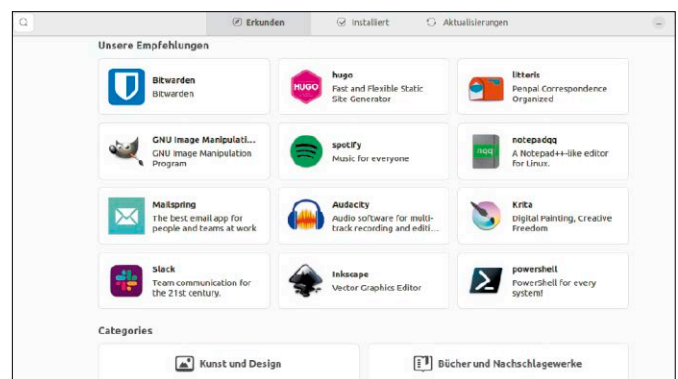 Erkunden Installiert Aktualisierungen
Unsere Empfehlungen
Bitwarden
Bitwarden
HUGO
hugo
Fast and Flexible Static
Site Generator
litteris
Penpal Correspondence
Organized
GNU Image Manipulati...
GNU Image Manipulation
Program
spotify
Music for everyone
nqq
notepadqq
A Notepad++-like editor
for Linux.
Mailspring
The best email app for
people and teams at work
Audacity
Audio software for multi-
track recording and editi...
Krita
Digital Painting, Creative
Freedom
Slack
Team communication for
the 21st century.
Inkscape
Vector Graphics Editor
powershell
PowerShell for every
system!
Categories
Kunst und Design
Bücher und Nachschlagewerke